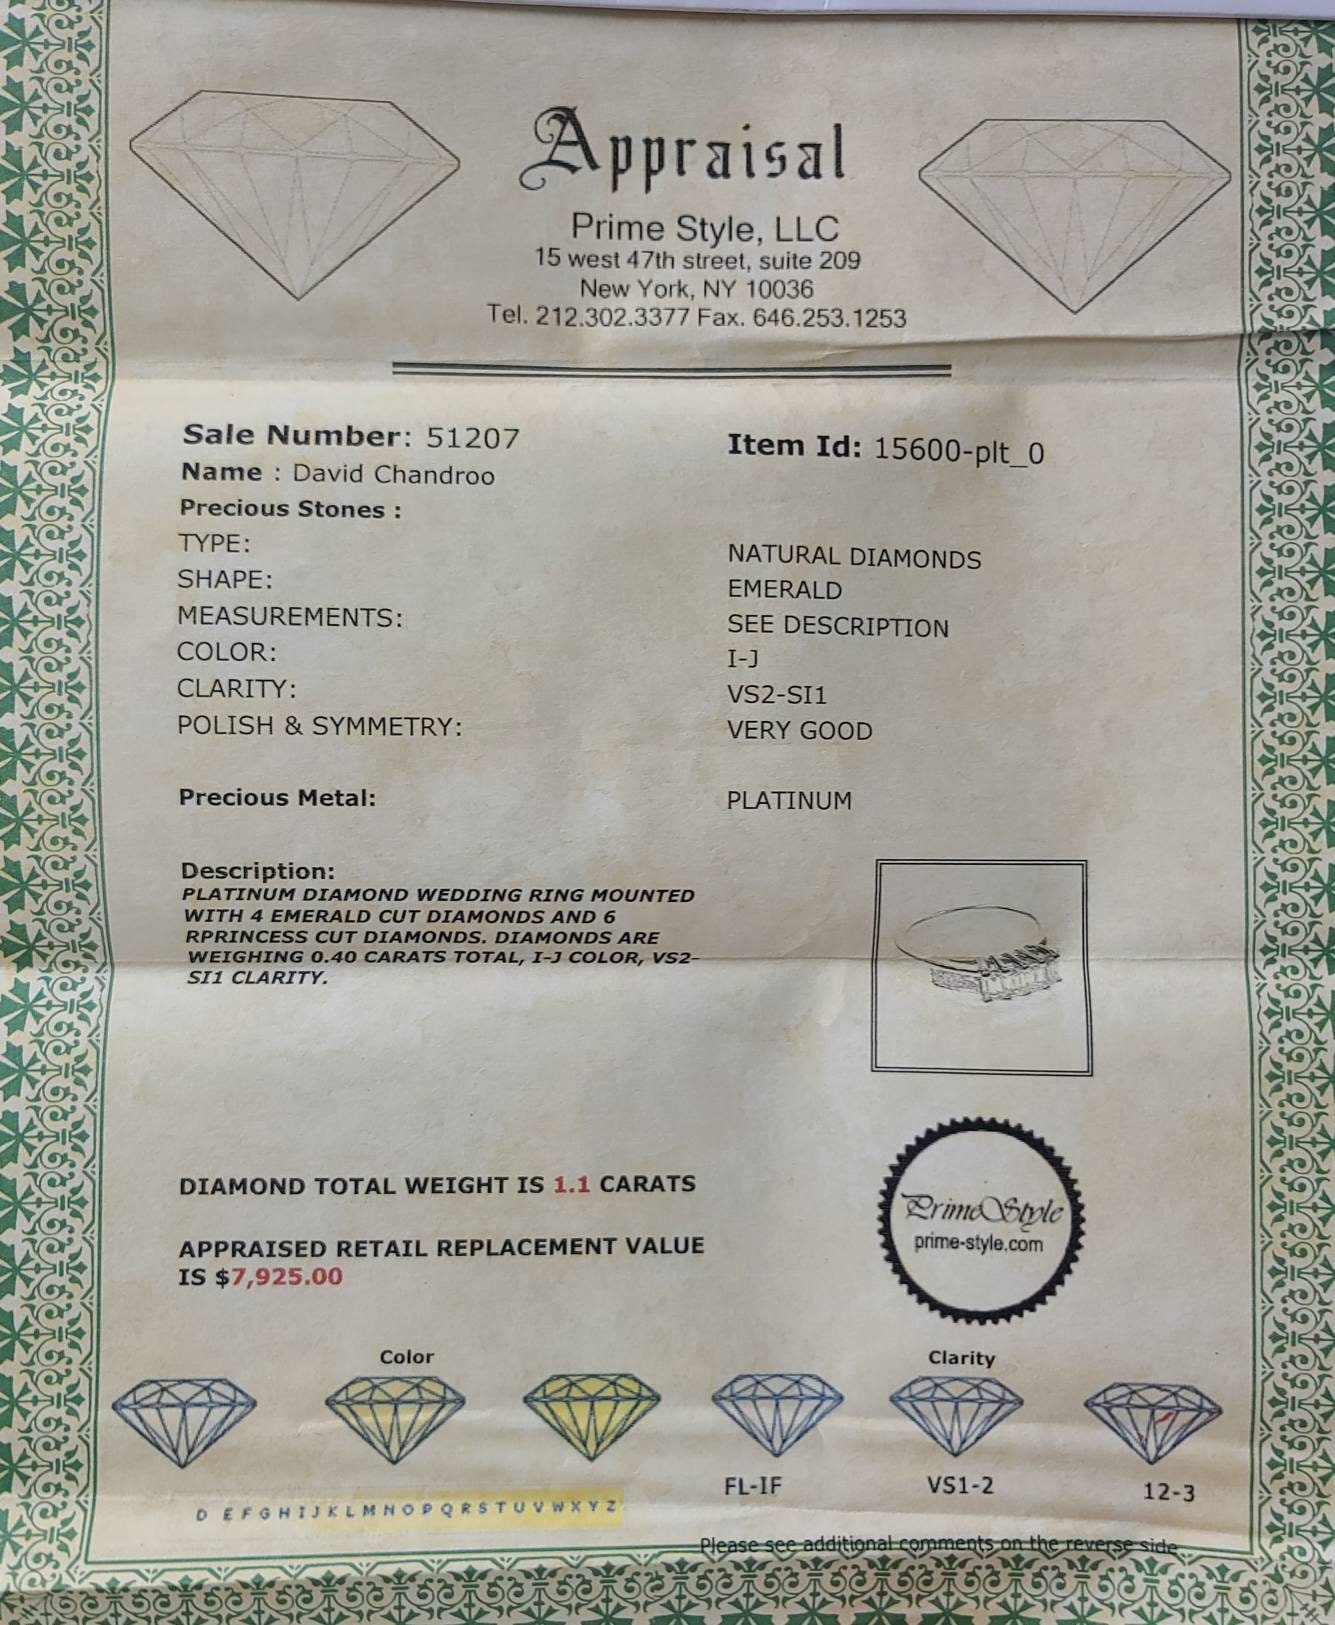 Appraisal
Prime Style, LLC
15 west 47th street, suite 209
New York, NY 10036
Tel. 212.302.3377 Fax. 646.253.1253
Sale Number: 51207
Item Id: 15600-plt_0
Name : David Chandroo
Precious Stones :
TYPE: NATURAL DIAMONDS
SHAPE: EMERALD
MEASUREMENTS: SEE DESCRIPTION
COLOR: I-J
CLARITY: VS2-SI1
POLISH & SYMMETRY: VERY GOOD
Precious Metal: PLATINUM
Description:
PLATINUM DIAMOND WEDDING RING MOUNTED
WITH 4 EMERALD CUT DIAMONDS AND 6
RPRINCESS CUT DIAMONDS. DIAMONDS ARE
WEIGHING 0.40 CARATS TOTAL, I-J COLOR, VS2-
SI1 CLARITY.
DIAMOND TOTAL WEIGHT IS 1.1 CARATS
APPRAISED RETAIL REPLACEMENT VALUE
IS $7,925.00
PrimeStyle
prime-style.com
Color
Clarity
FL-IF
VS1-2
12-3
D E F G H I J K L M N O P Q R S T U V W X Y Z
Please see additional comments on the reverse side